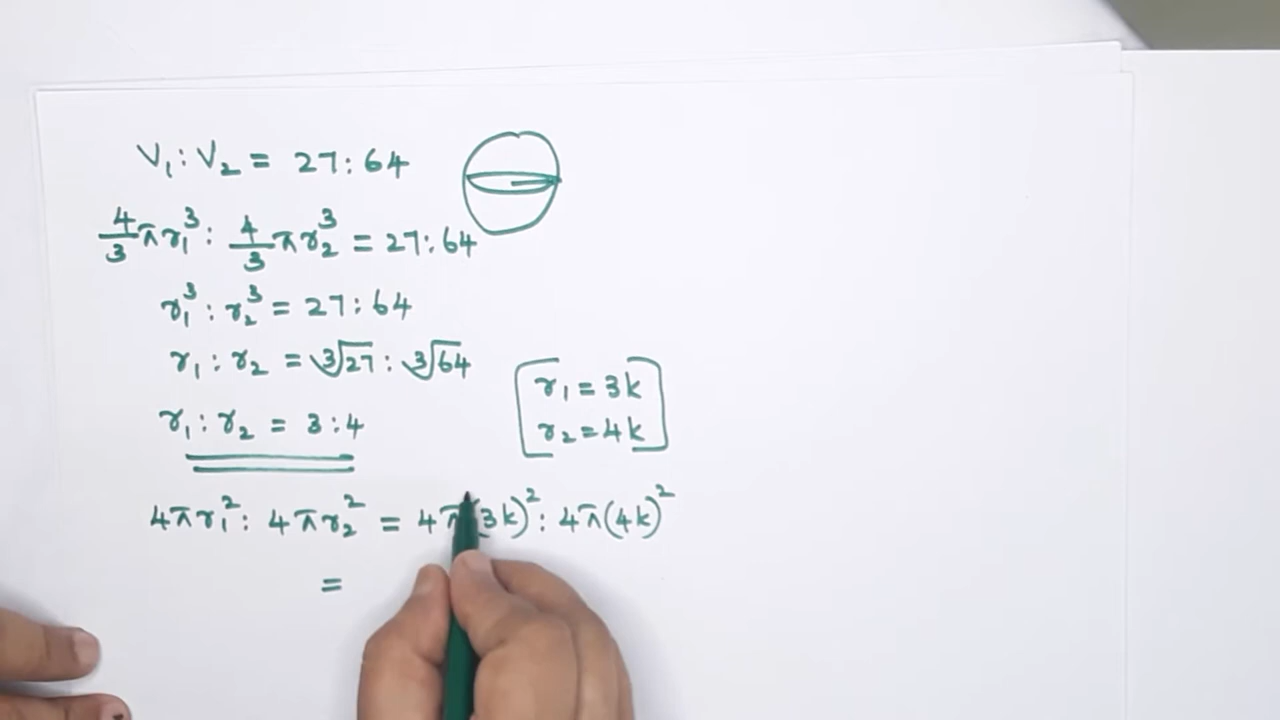 V₁ : V₂ = 27 : 64
4/3 πr₁³ : 4/3 πr₂³ = 27 : 64
r₁³ : r₂³ = 27 : 64
r₁ : r₂ = ∛27 : ∛64
r₁ = 3k
r₂ = 4k
r₁ : r₂ = 3 : 4
4πr₁² : 4πr₂² = 4π(3k)² : 4π(4k)²
=